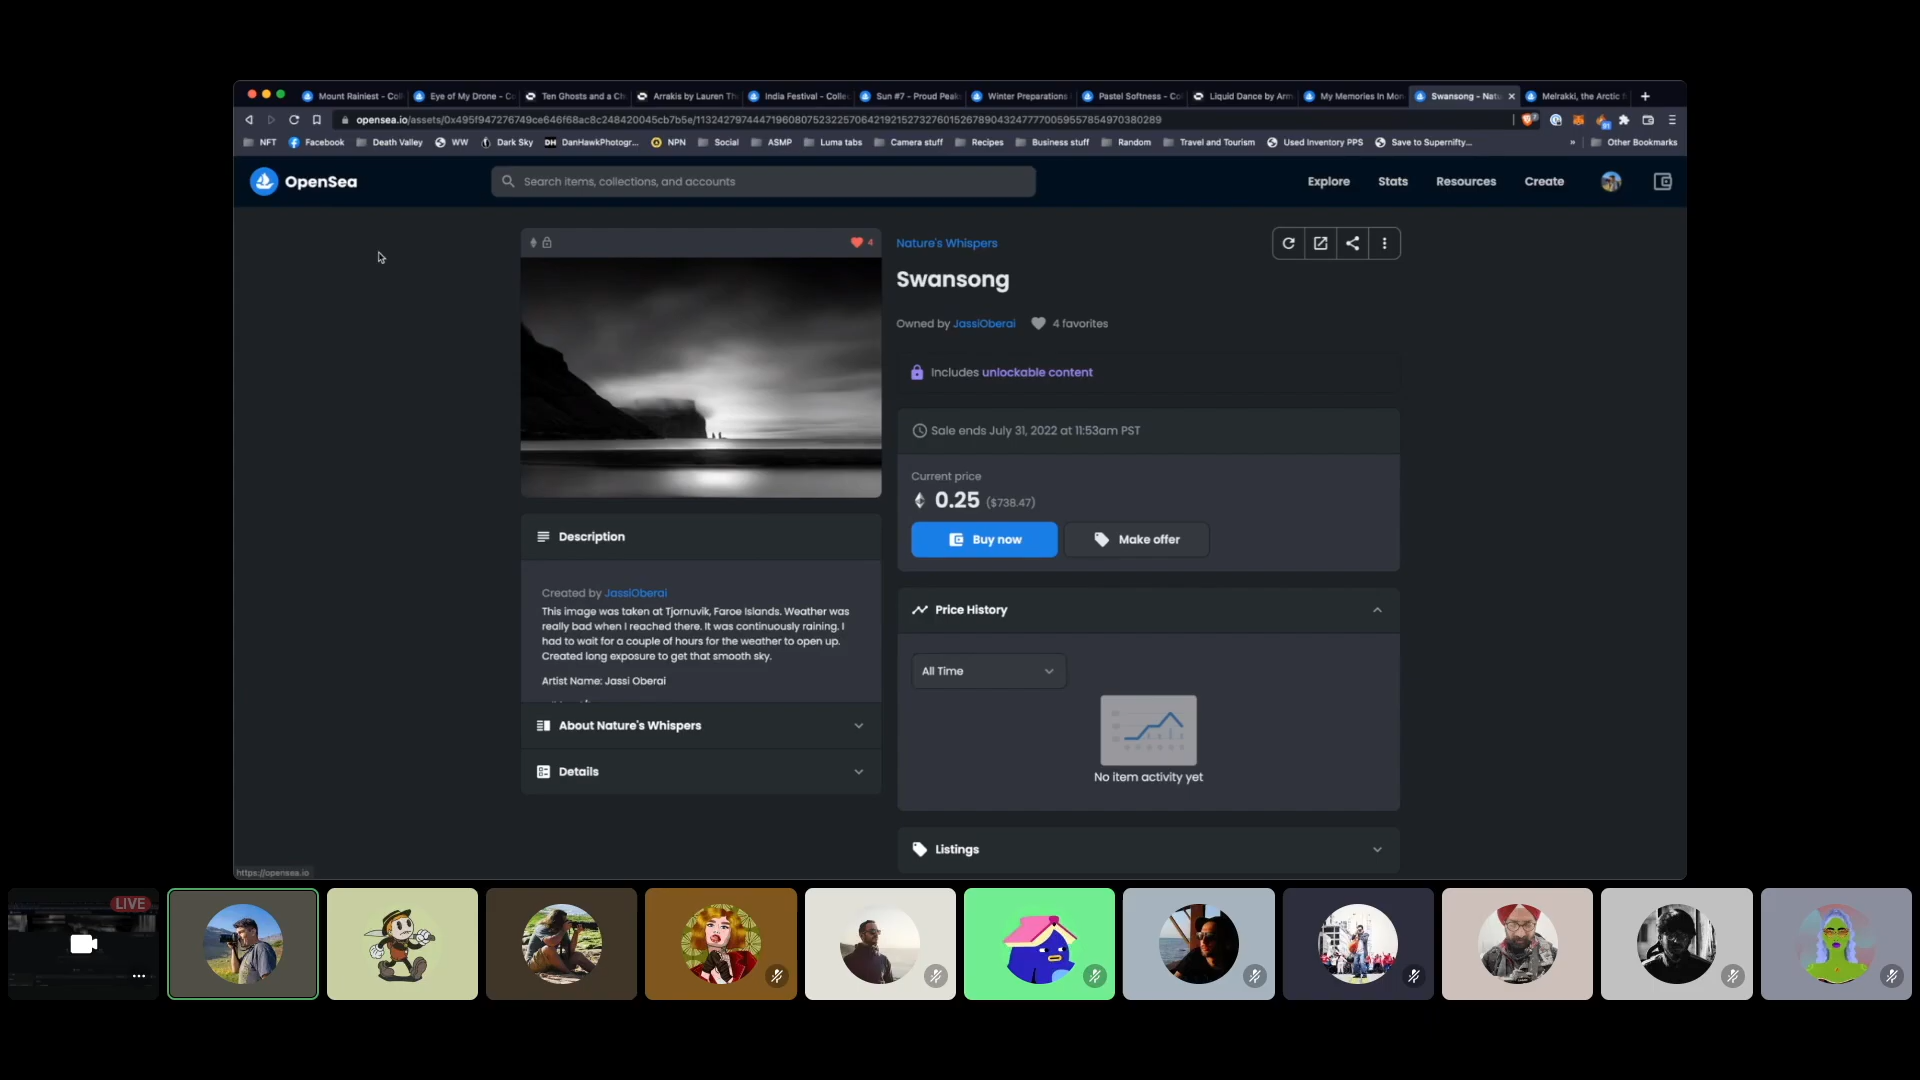 Mount Rainiest - Coll
Eye of My Drone - Co
Ten Ghosts and a Ch
Arrakis by Lauren Th
India Festival - Collec
Sun #7 - Proud Peak
Winter Preparations
Pastel Softness - Col
Liquid Dance by Arm
My Memories In Mon
Swansong - Natu
Melrakki, the Arctic f
opensea.io/assets/0x495f947276749ce646f68ac8c248420045cb7b5e/
NFT
Facebook
Death Valley
WW
Dark Sky
DH
DanHawkPhotogr...
NPN
Social
ASMP
Luma tabs
Camera stuff
Recipes
Business stuff
Random
Travel and Tourism
Used Inventory PPS
Save to Supernifty...
»
Other Bookmarks
OpenSea
Search items, collections, and accounts
Explore
Stats
Resources
Create
4
Nature's Whispers
Swansong
Owned by JassiOberai
4 favorites
Includes unlockable content
Sale ends July 31, 2022 at 11:53am PST
Current price
0.25 ($738.47)
Buy now
Make offer
Description
Created by JassiOberai
This image was taken at Tjornuvik, Faroe Islands. Weather was
really bad when I reached there. It was continuously raining. I
had to wait for a couple of hours for the weather to open up.
Created long exposure to get that smooth sky.
Artist Name: Jassi Oberai
About Nature's Whispers
Details
Price History
All Time
No item activity yet
Listings
https://opensea.io
LIVE